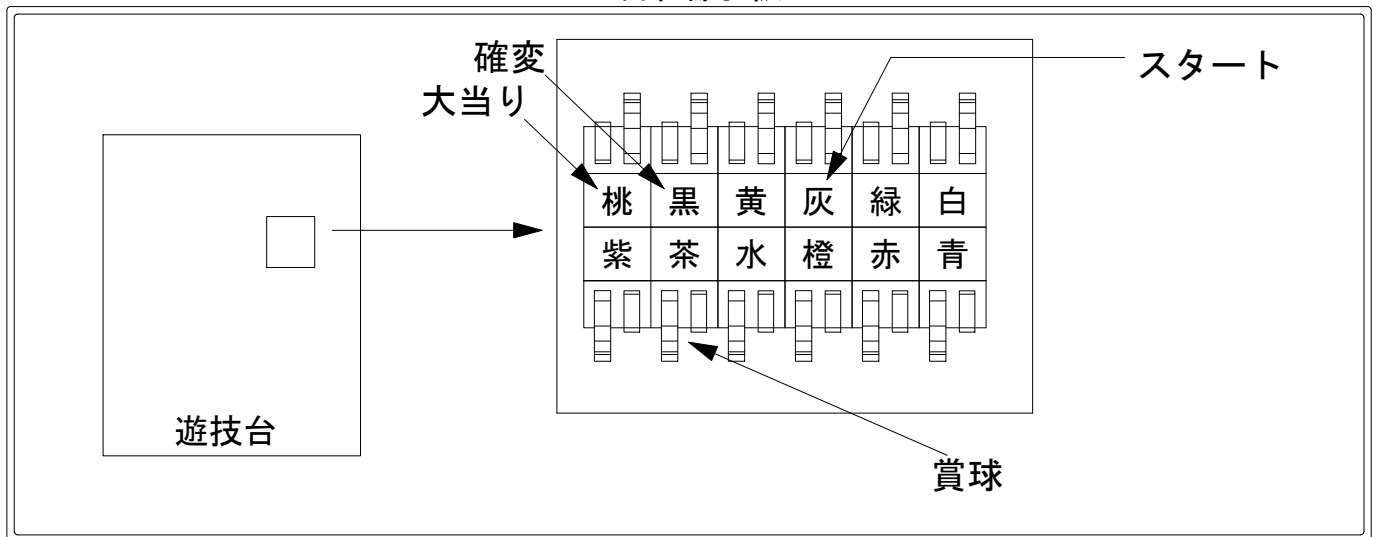 確変
スタート
大当り
桃 黒 黄 灰 緑 白
紫 茶 水 橙 赤 青
遊技台
賞球